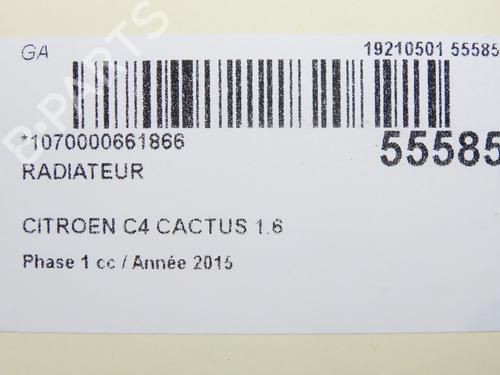 GA
19210501 55585
*1070000661866
55585
RADIATEUR
CITROEN C4 CACTUS 1.6
Phase 1 cc / Année 2015
B-PARTS